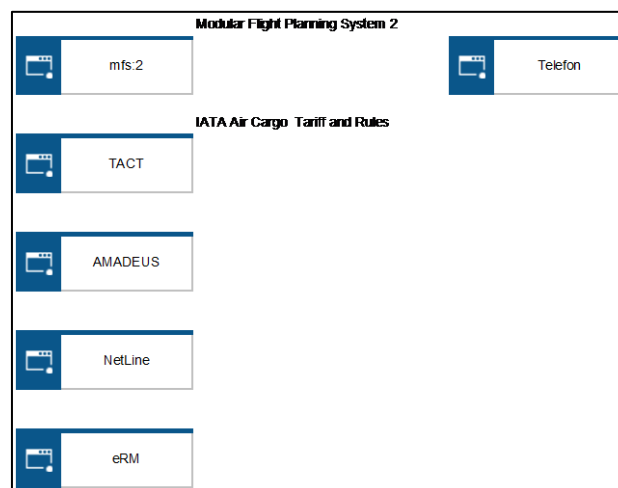 Modular Flight Planning System 2
mfs:2
Telefon
IATA Air Cargo Tariff and Rules
TACT
AMADEUS
NetLine
eRM